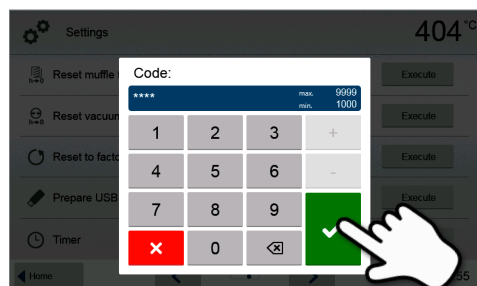 Settings
404 °C
Code:
Reset muffle
Execute
****
max. 9999
min. 1000
Reset vacuum
Execute
1 2 3 +
Reset to facto
Execute
4 5 6 -
Prepare USB
Execute
7 8 9
Timer
0
Home
55